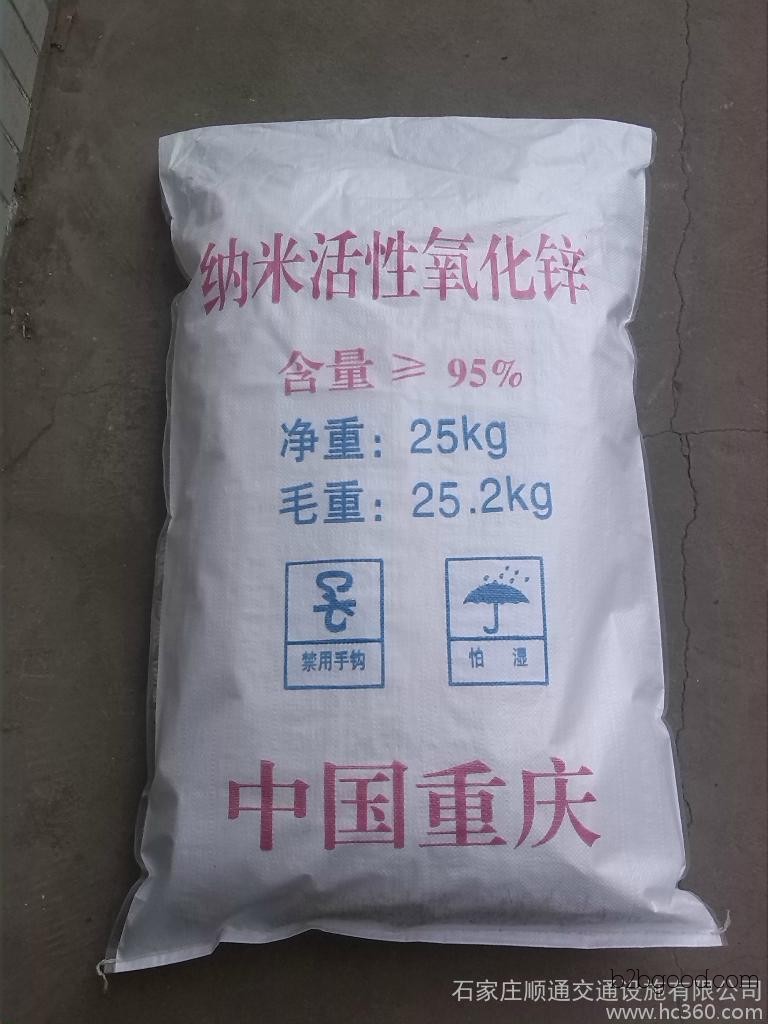 纳米活性氧化锌
含量 ≥ 95%
净重: 25kg
毛重: 25.2kg
禁用手钩
怕 湿
中国重庆
b2bgood.com
石家庄顺通交通设施有限公司
www.hc360.com